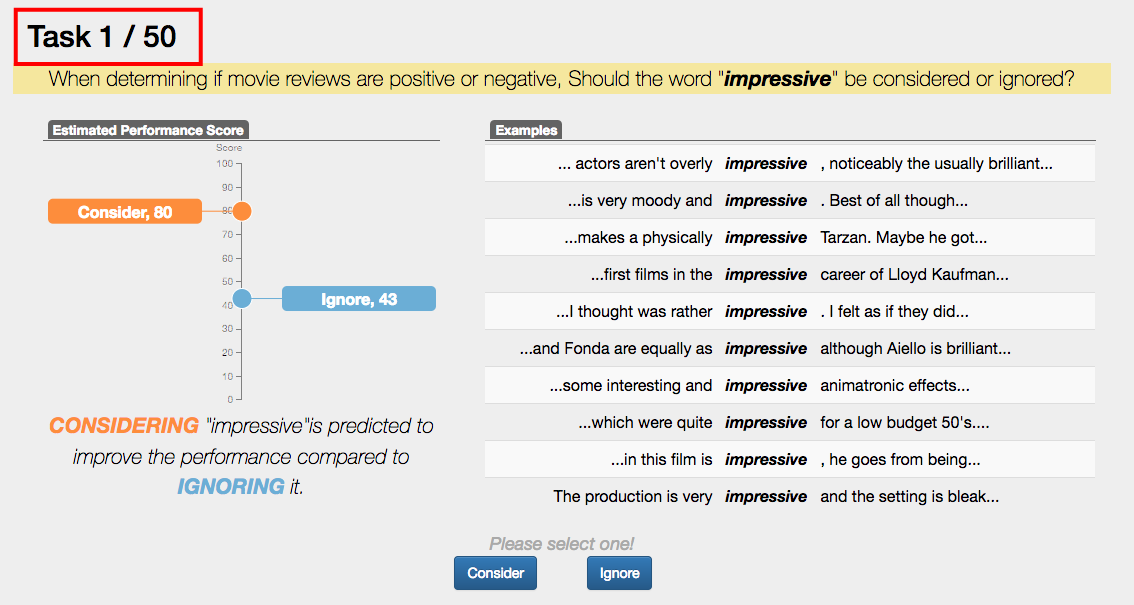 Task 1 / 50
When determining if movie reviews are positive or negative, Should the word "impressive" be considered or ignored?
Estimated Performance Score
Score
100
90
80
70
60
50
40
30
20
10
0
Consider, 80
Ignore, 43
CONSIDERING "impressive"is predicted to
improve the performance compared to
IGNORING it.
Examples
... actors aren't overly impressive , noticeably the usually brilliant...
...is very moody and impressive . Best of all though...
...makes a physically impressive Tarzan. Maybe he got...
...first films in the impressive career of Lloyd Kaufman...
...I thought was rather impressive . I felt as if they did...
...and Fonda are equally as impressive although Aiello is brilliant...
...some interesting and impressive animatronic effects...
...which were quite impressive for a low budget 50's....
...in this film is impressive , he goes from being...
The production is very impressive and the setting is bleak...
Please select one!
Consider
Ignore